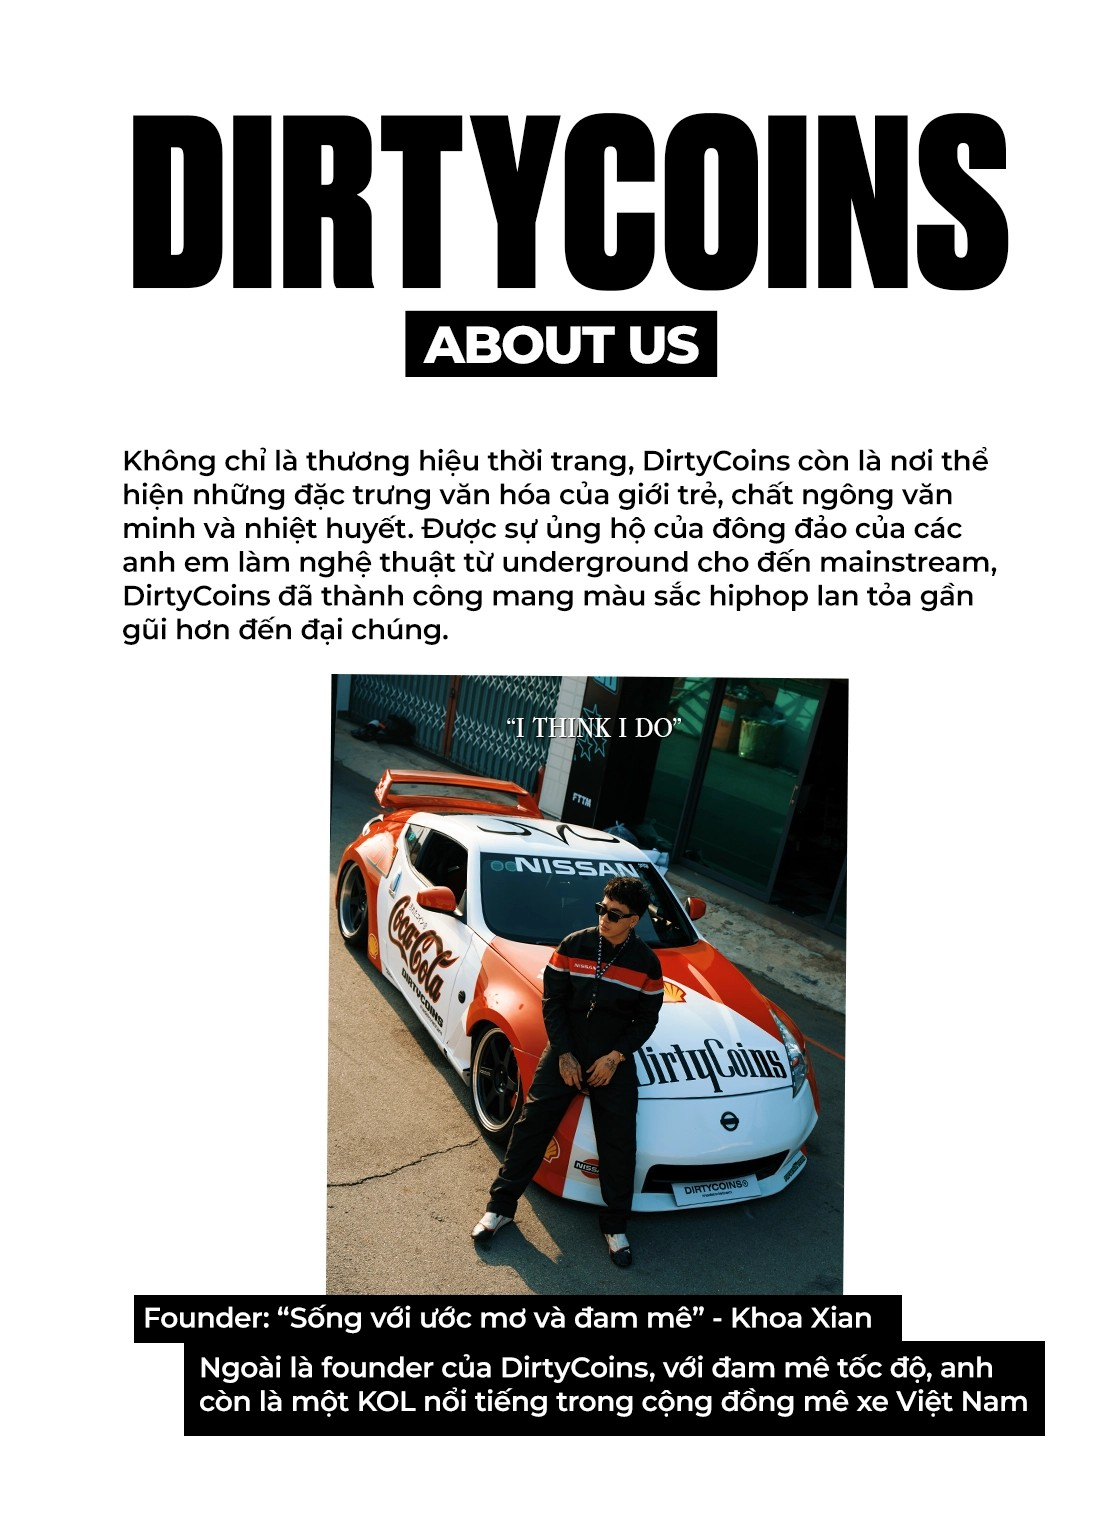 DIRTYCOINS
ABOUT US
Không chỉ là thương hiệu thời trang, DirtyCoins còn là nơi thể
hiện những đặc trưng văn hóa của giới trẻ, chất ngông văn
minh và nhiệt huyết. Được sự ủng hộ của đông đảo của các
anh em làm nghệ thuật từ underground cho đến mainstream,
DirtyCoins đã thành công mang màu sắc hiphop lan tỏa gần
gũi hơn đến đại chúng.
“I THINK I DO”
FTTM
NISSAN
Coca-Cola
DIRTYCOINS
NISSAN
DirtyCoins
DIRTYCOINS®
Founder: “Sống với ước mơ và đam mê” - Khoa Xian
Ngoài là founder của DirtyCoins, với đam mê tốc độ, anh
còn là một KOL nổi tiếng trong cộng đồng mê xe Việt Nam